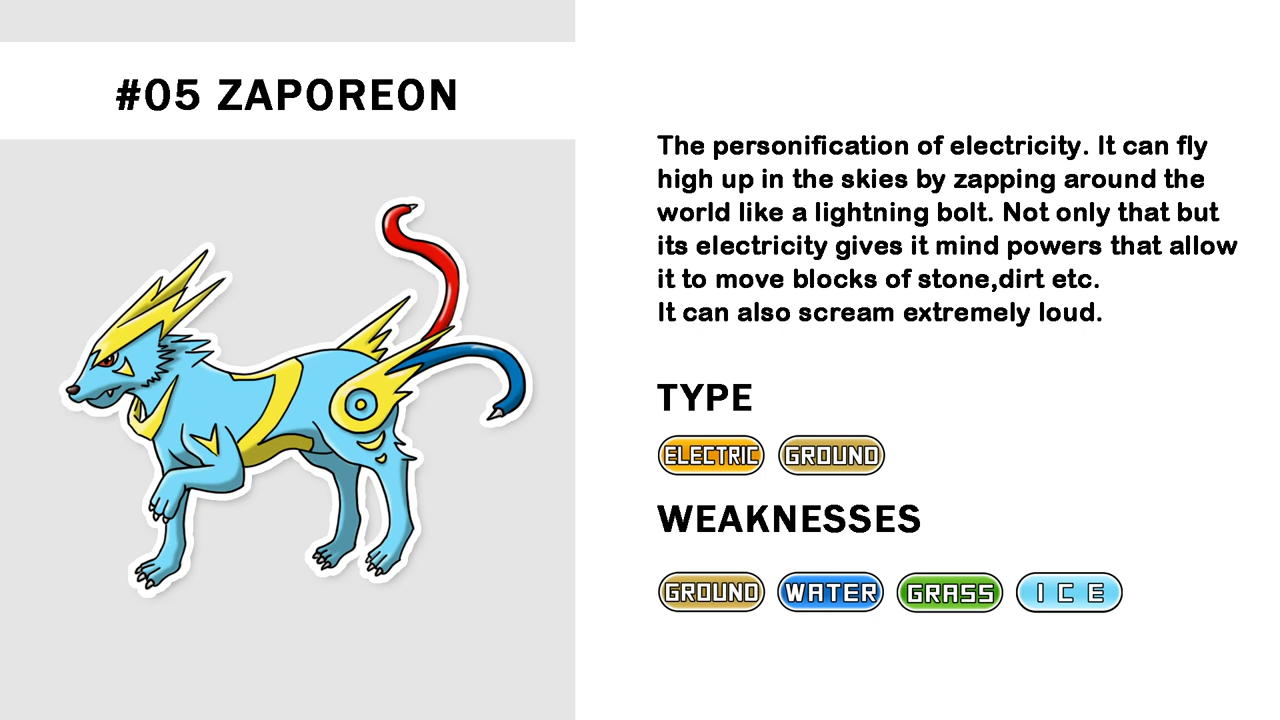 #05 ZAPOREON
The personification of electricity. It can fly
high up in the skies by zapping around the
world like a lightning bolt. Not only that but
its electricity gives it mind powers that allow
it to move blocks of stone,dirt etc.
It can also scream extremely loud.
TYPE
ELECTRIC GROUND
WEAKNESSES
GROUND WATER GRASS ICE